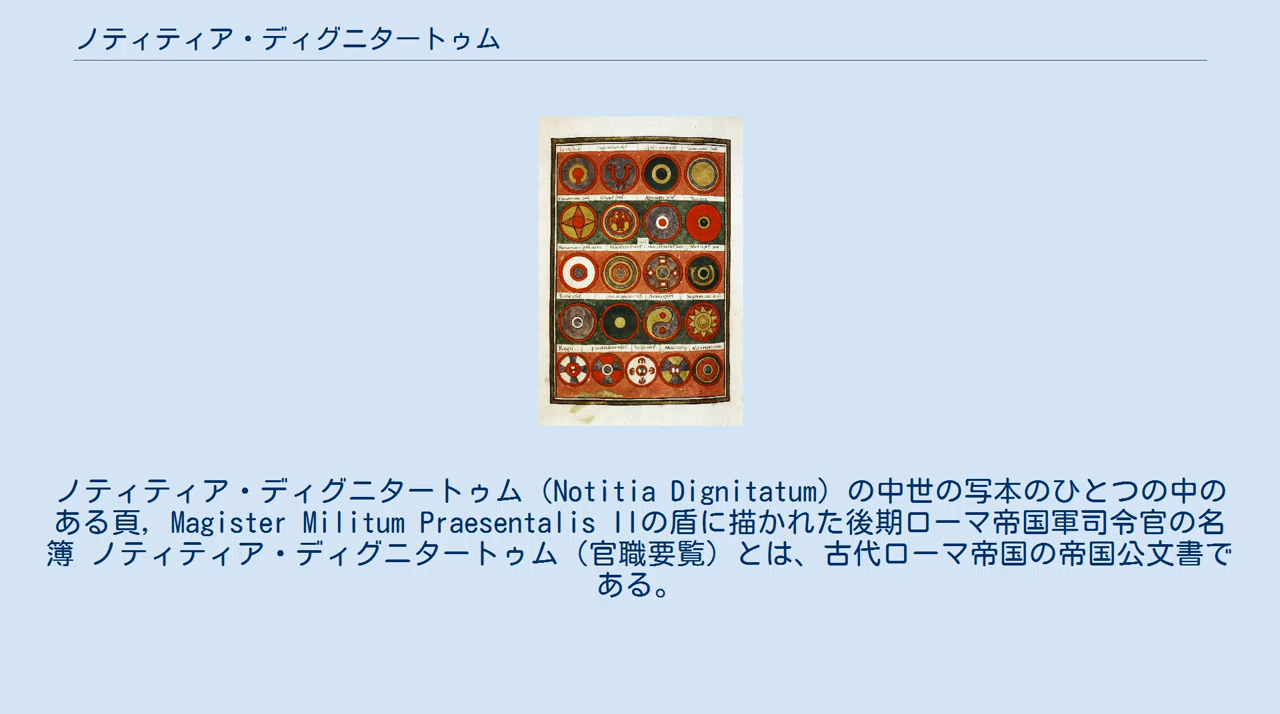 ノティティア・ディグニタートゥム
ノティティア・ディグニタートゥム（Notitia Dignitatum）の中世の写本のひとつの中の
ある頁, Magister Militum Praesentalis IIの盾に描かれた後期ローマ帝国軍司令官の名
簿 ノティティア・ディグニタートゥム（官職要覧）とは、古代ローマ帝国の帝国公文書で
ある。